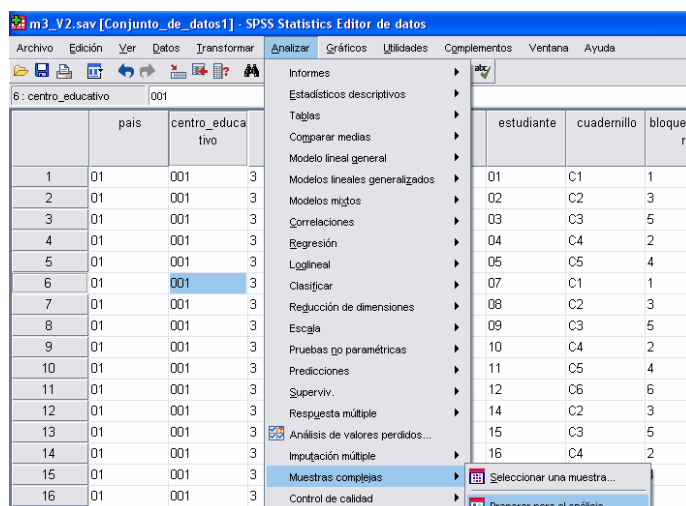 m3_V2.sav [Conjunto_de_datos1] - SPSS Statistics Editor de datos
Archivo Edición Ver Datos Transformar Analizar Gráficos Utilidades Complementos Ventana Ayuda
6 : centro_educativo 001
pais centro_educa tivo estudiante cuadernillo bloque
1 01 001 3 01 C1 1
2 01 001 3 02 C2 3
3 01 001 3 03 C3 5
4 01 001 3 04 C4 2
5 01 001 3 05 C5 4
6 01 001 3 07 C1 1
7 01 001 3 08 C2 3
8 01 001 3 09 C3 5
9 01 001 3 10 C4 2
10 01 001 3 11 C5 4
11 01 001 3 12 C6 6
12 01 001 3 14 C2 3
13 01 001 3 15 C3 5
14 01 001 3 16 C4 2
15 01 001 3
16 01 001 3
Informes
Estadísticos descriptivos
Tablas
Comparar medias
Modelo lineal general
Modelos lineales generalizados
Modelos mixtos
Correlaciones
Regresión
Loglineal
Clasificar
Reducción de dimensiones
Escala
Pruebas no paramétricas
Predicciones
Superviv.
Respuesta múltiple
Análisis de valores perdidos...
Imputación múltiple
Muestras complejas
Control de calidad
Seleccionar una muestra...
Preparar para el análisis